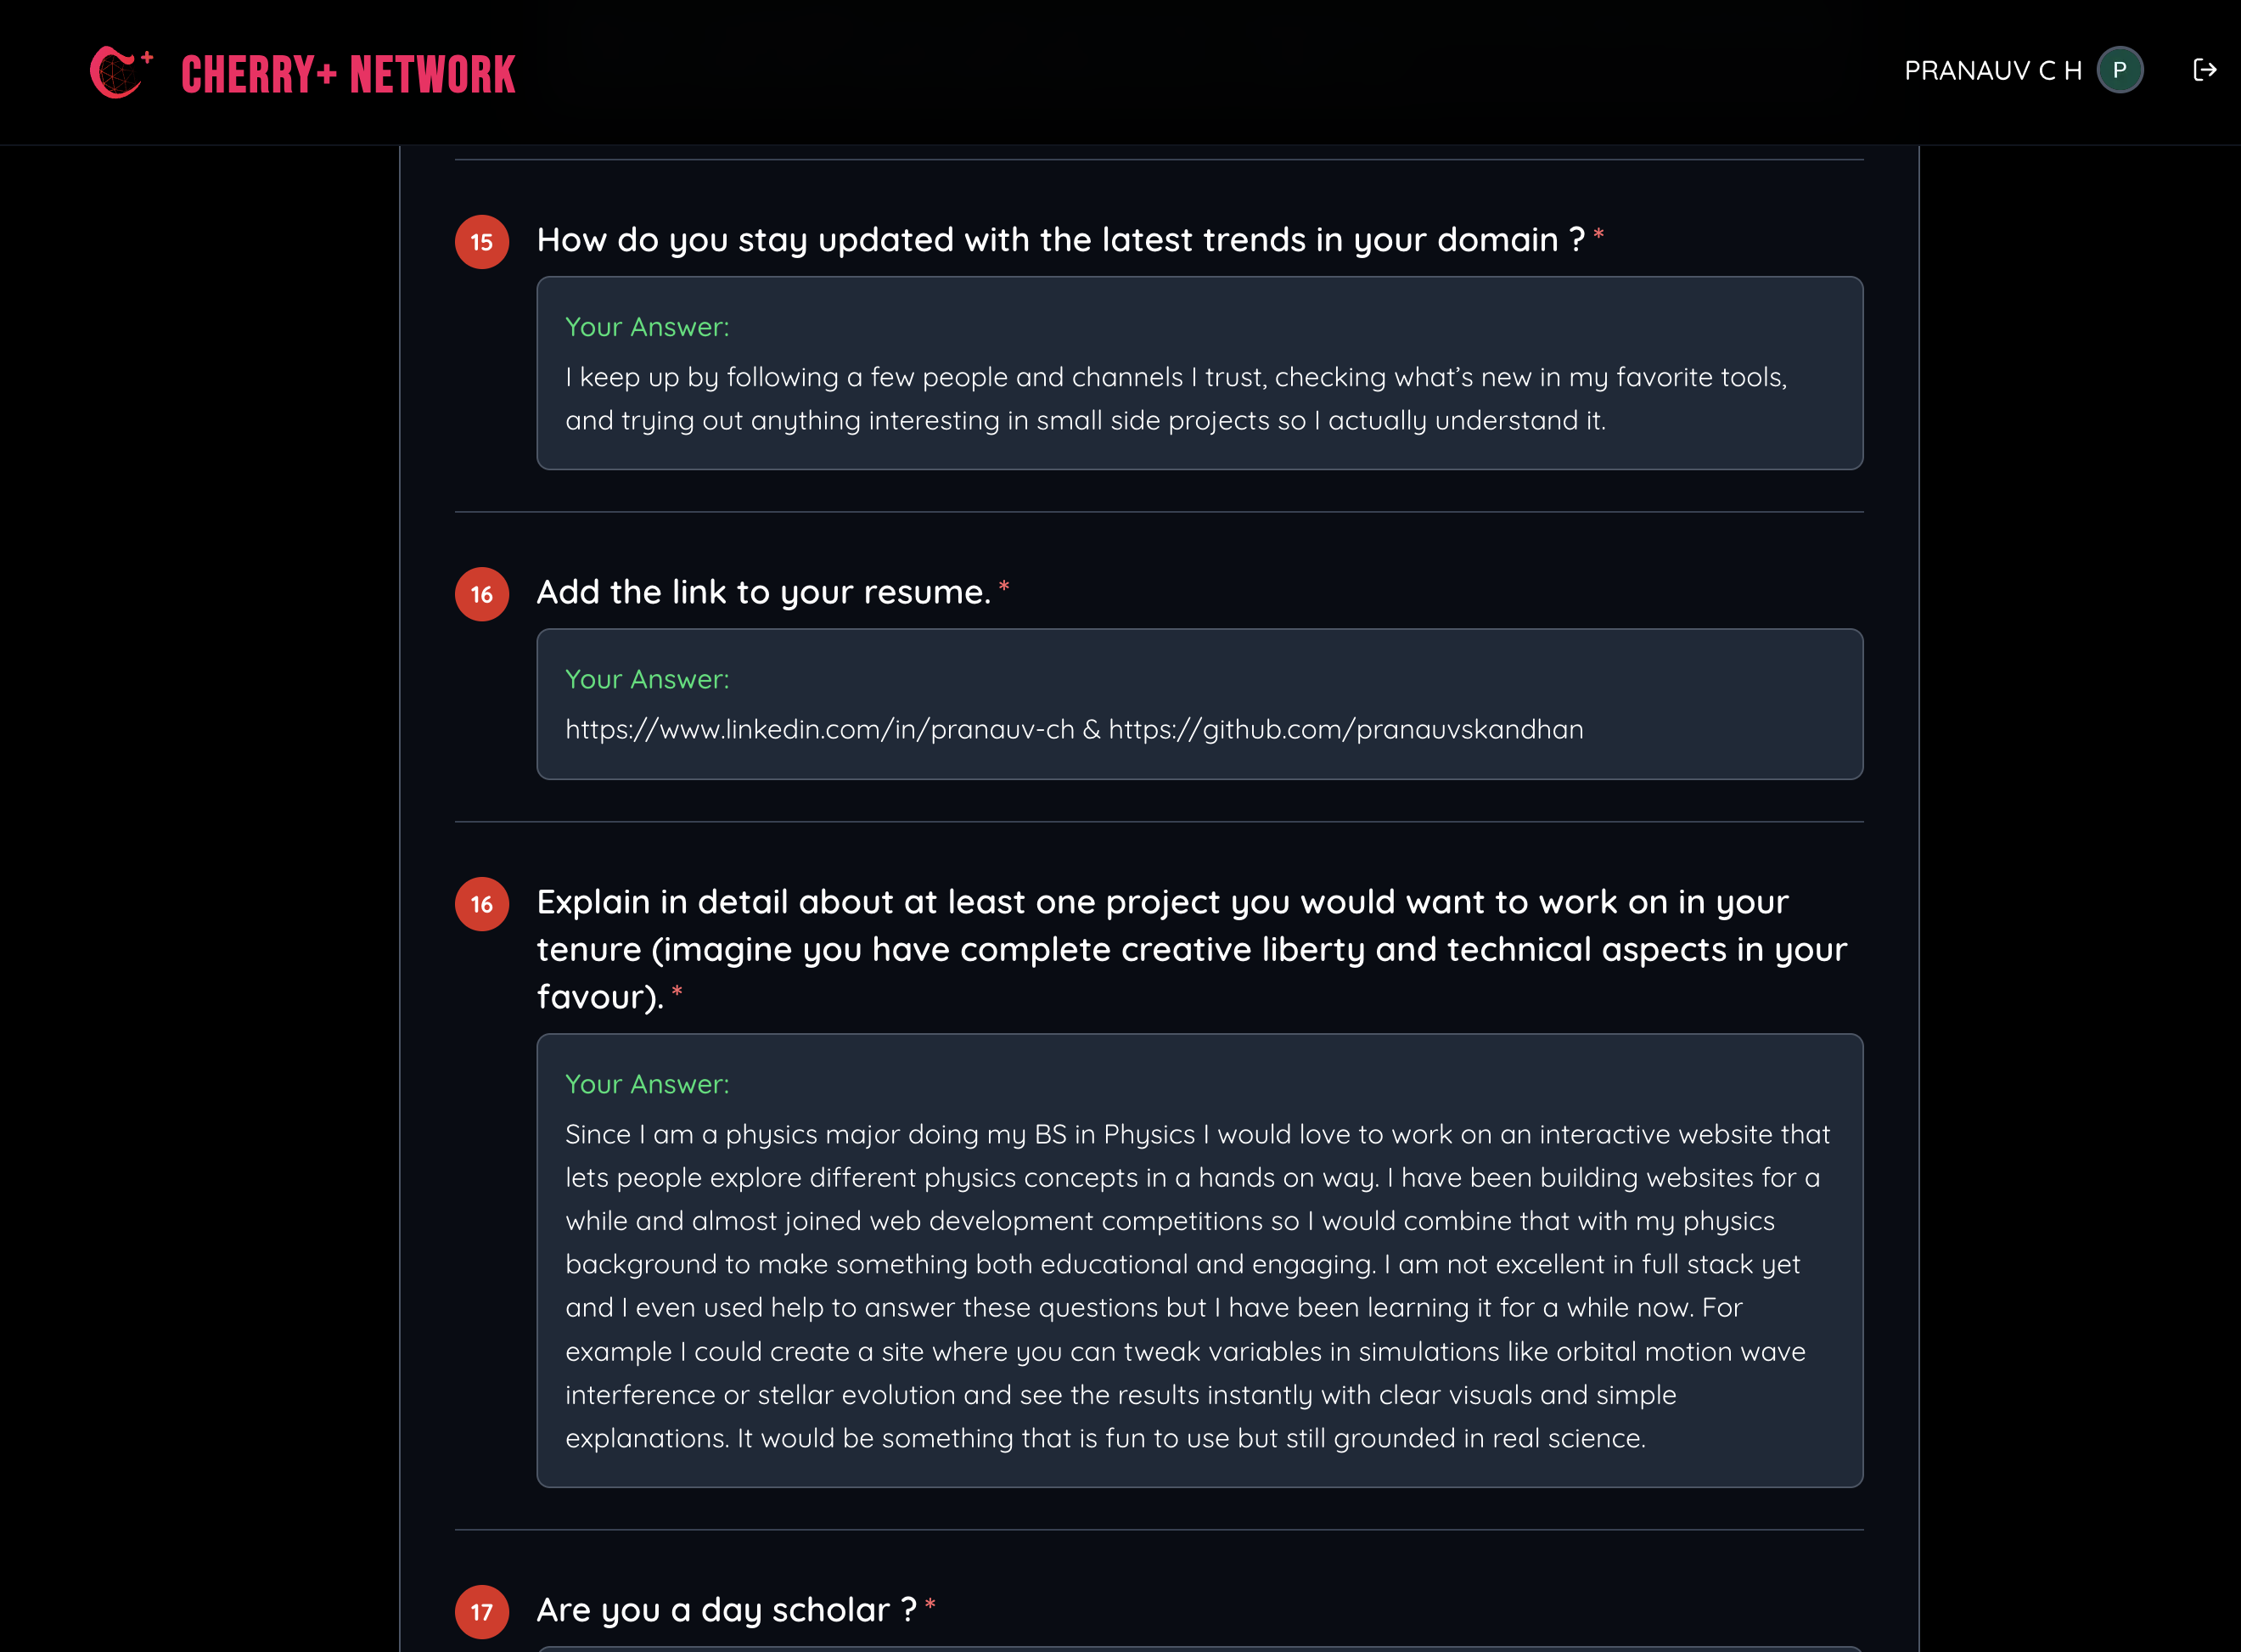 CHERRY+ NETWORK
PRANAUV C H
P
15
How do you stay updated with the latest trends in your domain ? *
Your Answer:
I keep up by following a few people and channels I trust, checking what’s new in my favorite tools,
and trying out anything interesting in small side projects so I actually understand it.
16
Add the link to your resume. *
Your Answer:
https://www.linkedin.com/in/pranauv-ch & https://github.com/pranauvskandhan
16
Explain in detail about at least one project you would want to work on in your
tenure (imagine you have complete creative liberty and technical aspects in your
favour). *
Your Answer:
Since I am a physics major doing my BS in Physics I would love to work on an interactive website that
lets people explore different physics concepts in a hands on way. I have been building websites for a
while and almost joined web development competitions so I would combine that with my physics
background to make something both educational and engaging. I am not excellent in full stack yet
and I even used help to answer these questions but I have been learning it for a while now. For
example I could create a site where you can tweak variables in simulations like orbital motion wave
interference or stellar evolution and see the results instantly with clear visuals and simple
explanations. It would be something that is fun to use but still grounded in real science.
17
Are you a day scholar ? *